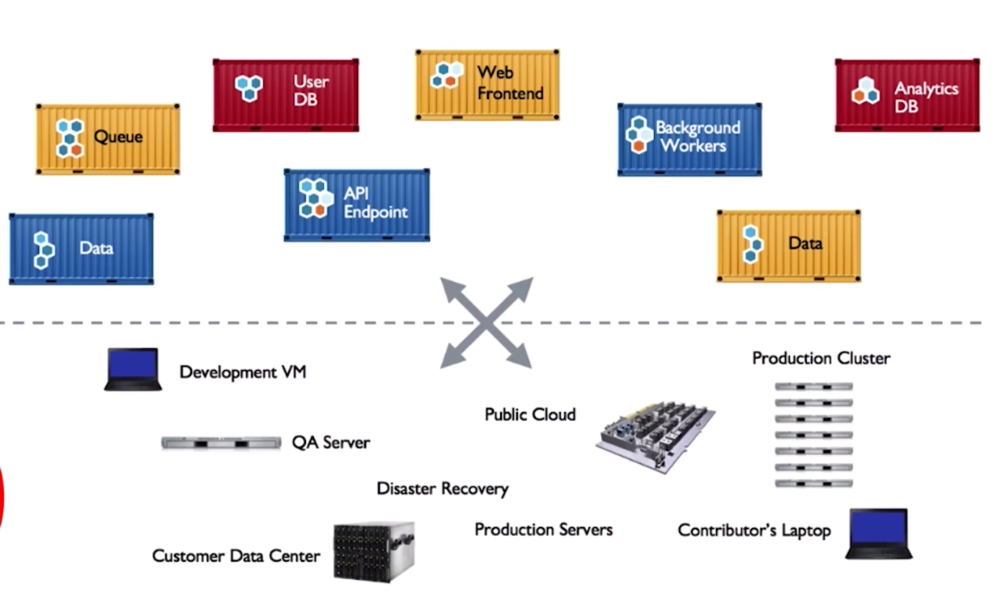 User
DB
Web
Frontend
Analytics
DB
Queue
Background
Workers
API
Endpoint
Data
Data
Development VM
Production Cluster
Public Cloud
QA Server
Disaster Recovery
Production Servers
Contributor's Laptop
Customer Data Center